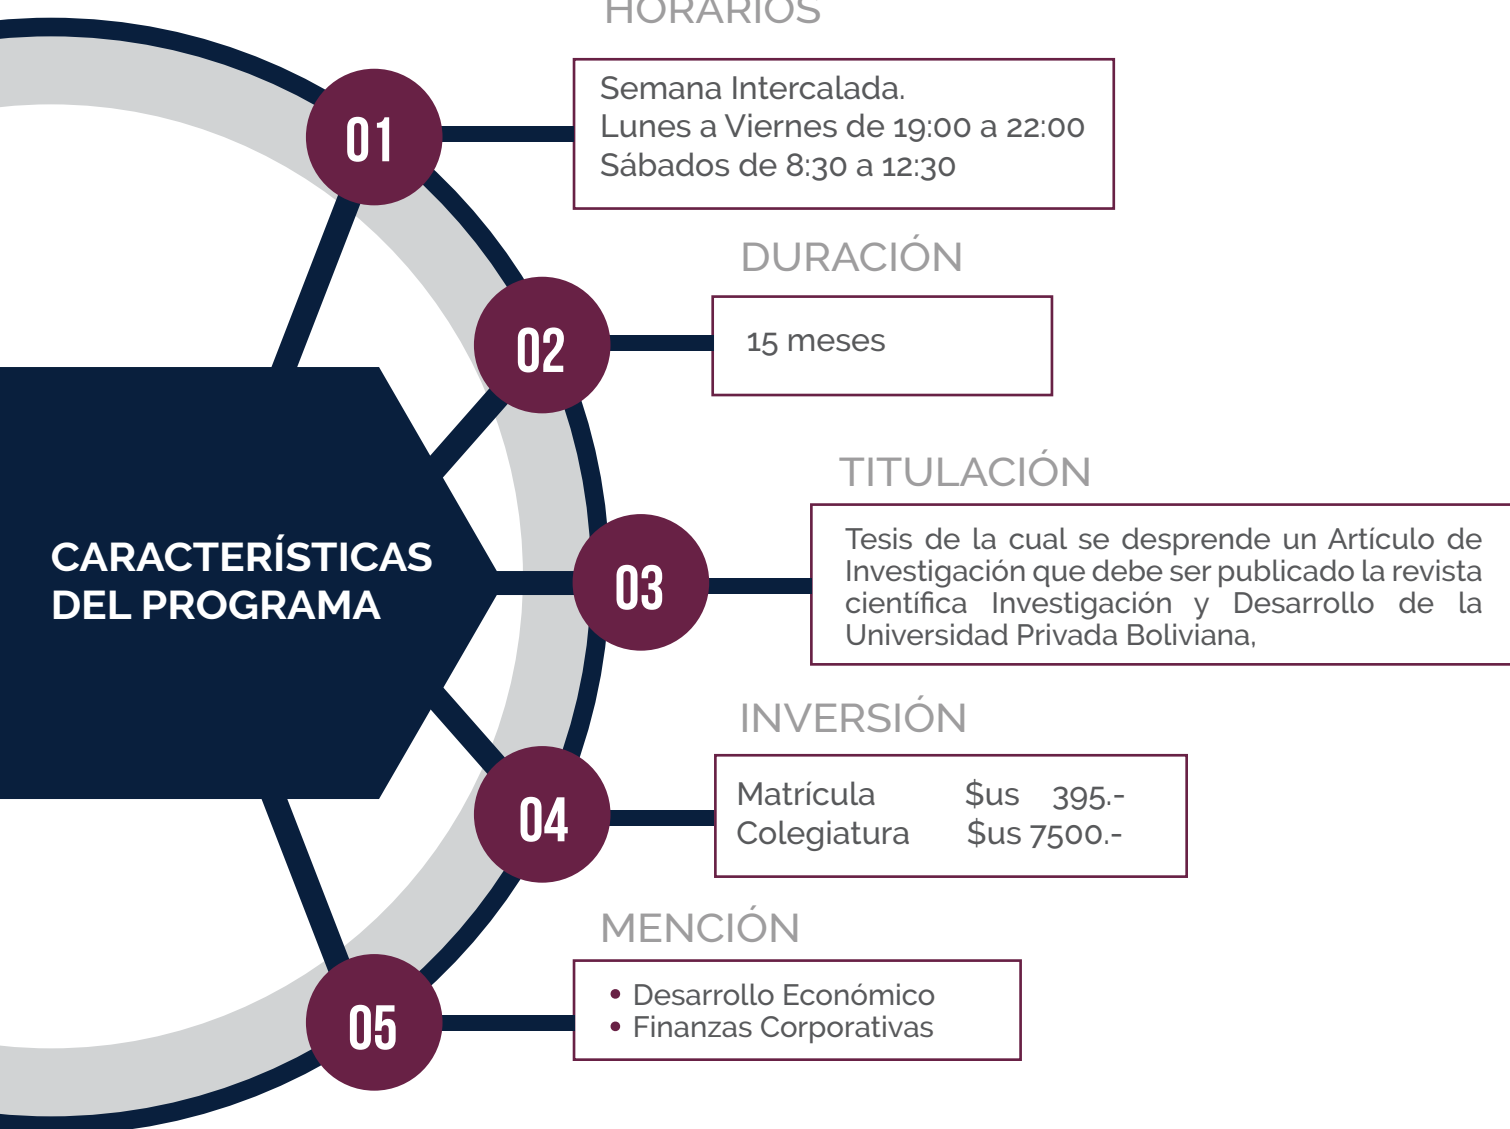 HORARIOS
01
Semana Intercalada.
Lunes a Viernes de 19:00 a 22:00
Sábados de 8:30 a 12:30
DURACIÓN
02
15 meses
CARACTERÍSTICAS
DEL PROGRAMA
TITULACIÓN
03
Tesis de la cual se desprende un Artículo de
Investigación que debe ser publicado la revista
científica Investigación y Desarrollo de la
Universidad Privada Boliviana,
INVERSIÓN
04
Matrícula $us 395.-
Colegiatura $us 7500.-
MENCIÓN
05
• Desarrollo Económico
• Finanzas Corporativas